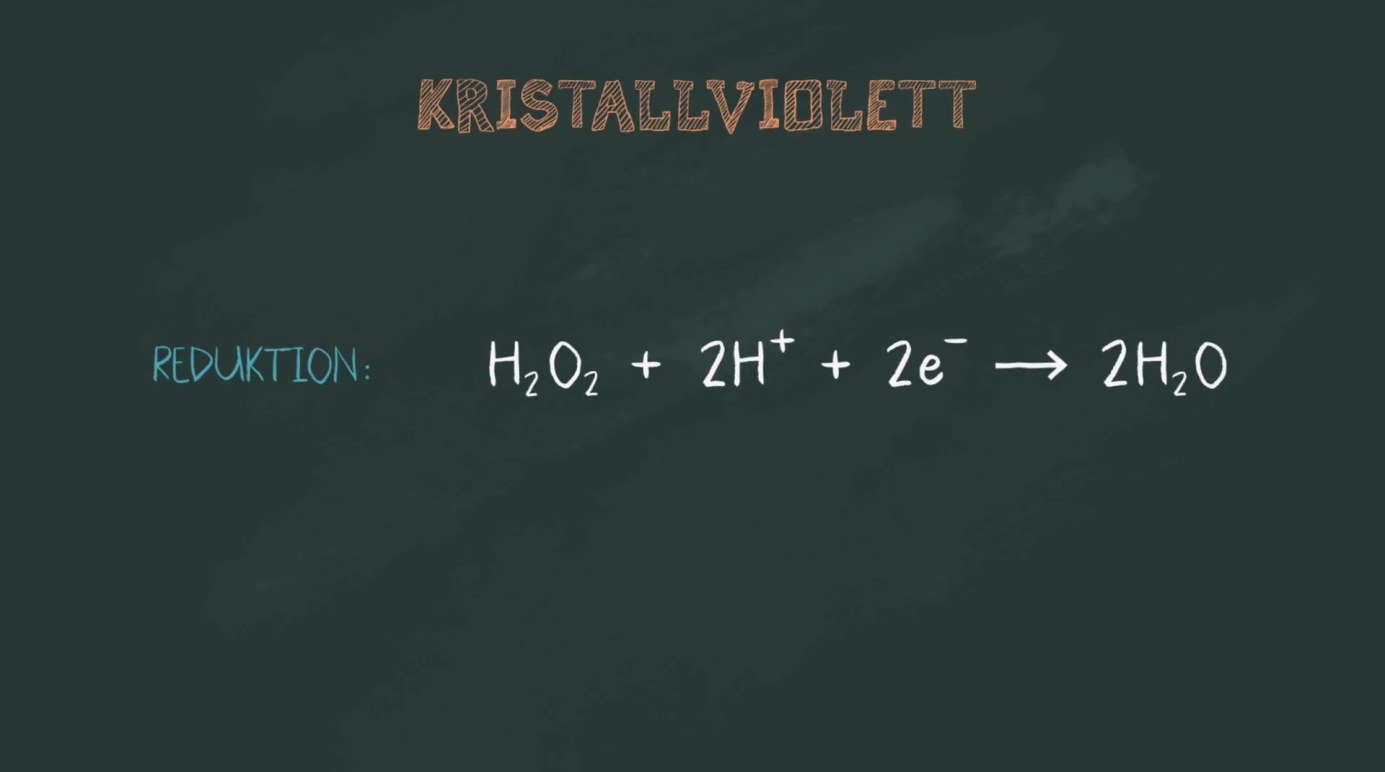 KRISTALLVIOLETT
REDUKTION: H₂O₂ + 2H⁺ + 2e⁻ → 2H₂O